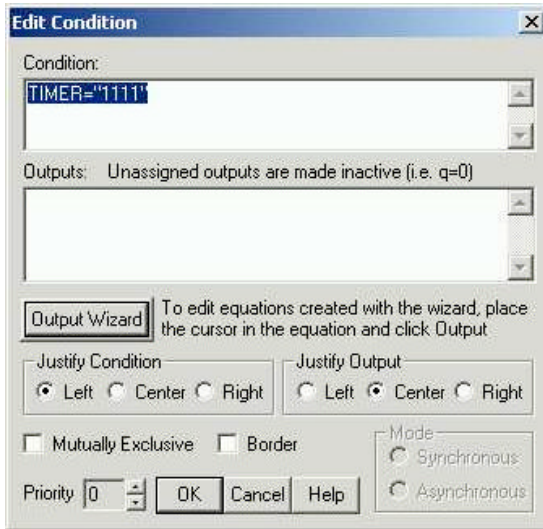 Edit Condition
Condition:
TIMER="1111"
Outputs: Unassigned outputs are made inactive (i.e. q=0)
Output Wizard
To edit equations created with the wizard, place
the cursor in the equation and click Output
Justify Condition
Left Center Right
Justify Output
Left Center Right
Mutually Exclusive Border
Mode
Synchronous
Asynchronous
Priority 0 OK Cancel Help